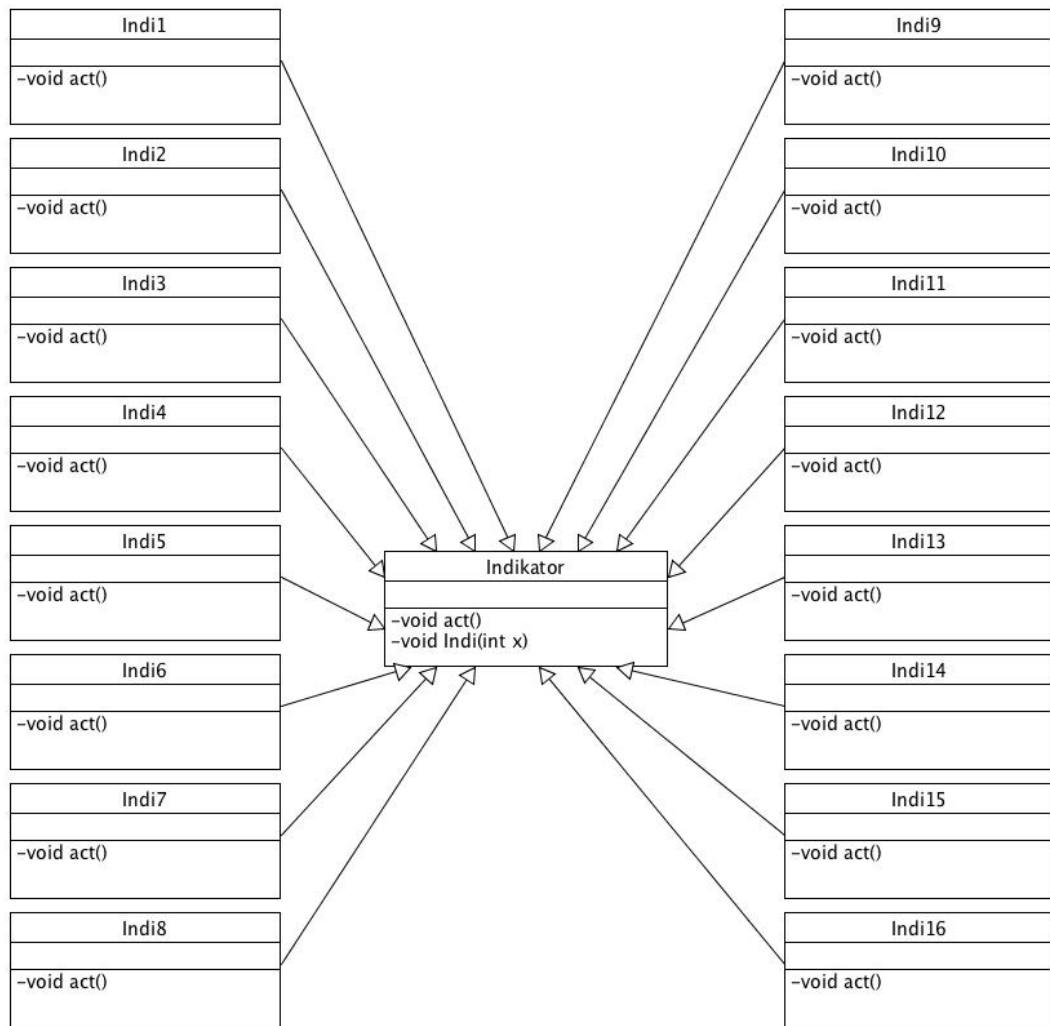 Indi1
–void act()
Indi2
–void act()
Indi3
–void act()
Indi4
–void act()
Indi5
–void act()
Indi6
–void act()
Indi7
–void act()
Indi8
–void act()
Indikator
–void act()
–void Indi(int x)
Indi9
–void act()
Indi10
–void act()
Indi11
–void act()
Indi12
–void act()
Indi13
–void act()
Indi14
–void act()
Indi15
–void act()
Indi16
–void act()